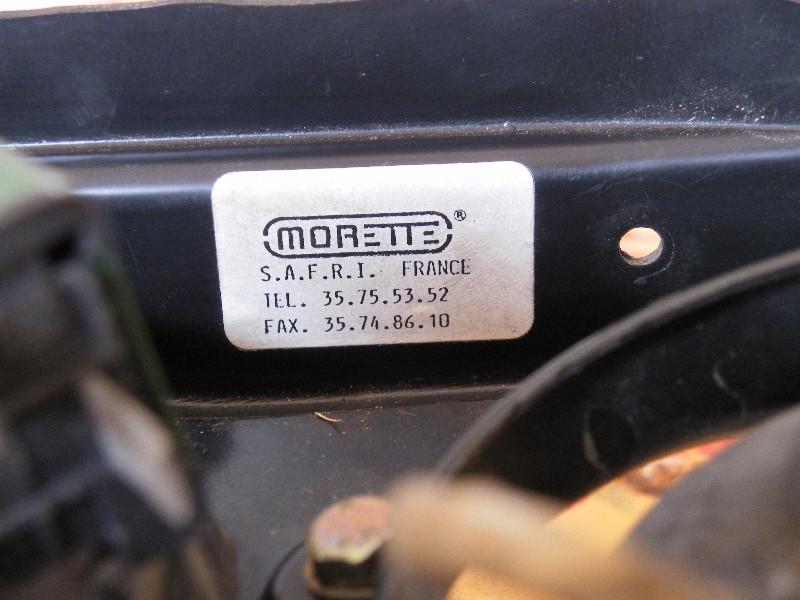 MORETTE®
S.A.F.R.I. FRANCE
TEL. 35.75.53.52
FAX. 35.74.86.10